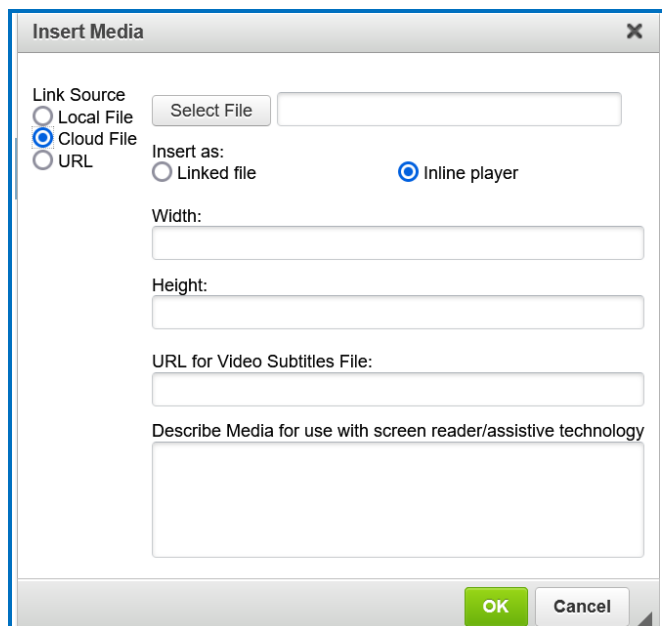 Insert Media
Link Source
Local File
Cloud File
URL
Select File
Insert as:
Linked file Inline player
Width:
Height:
URL for Video Subtitles File:
Describe Media for use with screen reader/assistive technology
OK Cancel